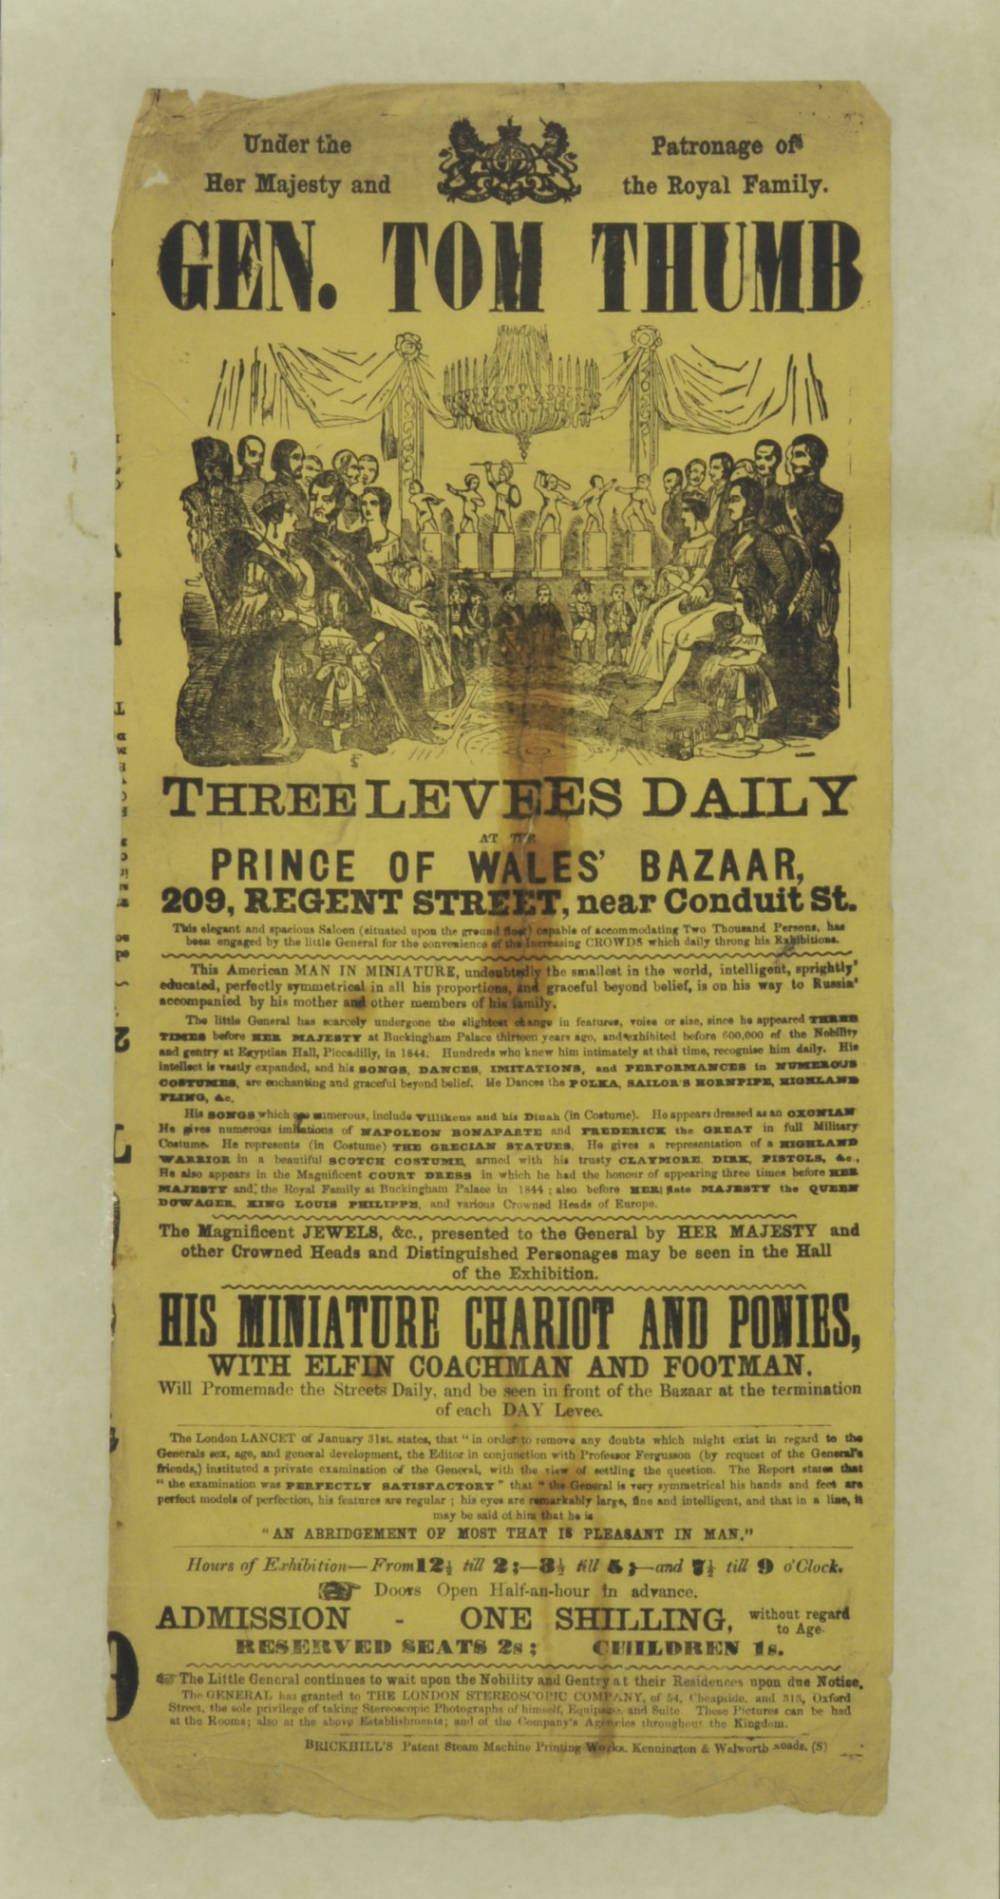 Under the Patronage of
Her Majesty and the Royal Family.
GEN. TOM THUMB
THREE LEVEES DAILY
AT THE
PRINCE OF WALES' BAZAAR,
209, REGENT STREET, near Conduit St.
This elegant and spacious Saloon (situated upon the ground floor) capable of accommodating Two Thousand Persons, has
been engaged by the little General for the convenience of the Increasing CROWDS which daily throng his Exhibitions.
This American MAN IN MINIATURE, undoubtedly the smallest in the world, intelligent, sprightly'
educated, perfectly symmetrical in all his proportions, and graceful beyond belief, is on his way to Russia'
accompanied by his mother and other members of his family.
The little General has scarcely undergone the slightest change in features, voice or size, since he appeared THREE
TIMES before HER MAJESTY at Buckingham Palace thirteen years ago, and exhibited before 600,000 of the Nobility
and gentry at Egyptian Hall, Piccadilly, in 1844. Hundreds who knew him intimately at that time, recognise him daily. His
intellect is vastly expanded, and his SONGS, DANCES, IMITATIONS, and PERFORMANCES in NUMEROUS
COSTUMES, are enchanting and graceful beyond belief. He Dances the POLKA, SAILOR'S HORNPIPE, HIGHLAND
FLING, &c.
His SONGS which are numerous, include Villikens and his Dinah (in Costume). He appears dressed as an OXONIAN
He gives numerous imitations of NAPOLEON BONAPARTE and FREDERICK the GREAT in full Military
Costume. He represents (in Costume) THE GRECIAN STATUES. He gives a representation of a HIGHLAND
WARRIOR in a beautiful SCOTCH COSTUME, armed with his trusty CLAYMORE, DIRK, PISTOLS, &c.,
He also appears in the Magnificent COURT DRESS in which he had the honour of appearing three times before HER
MAJESTY and, the Royal Family at Buckingham Palace in 1844; also before HER late MAJESTY the QUEEN
DOWAGER, KING LOUIS PHILIPPE, and various Crowned Heads of Europe.
The Magnificent JEWELS, &c., presented to the General by HER MAJESTY and
other Crowned Heads and Distinguished Personages may be seen in the Hall
of the Exhibition.
HIS MINIATURE CHARIOT AND PONIES,
WITH ELFIN COACHMAN AND FOOTMAN.
Will Promemade the Streets Daily, and be seen in front of the Bazaar at the termination
of each DAY Levee.
The London LANCET of January 31st. states, that "in order to remove any doubts which might exist in regard to the
Generals sex, age, and general development, the Editor in conjunction with Professor Fergusson (by request of the General's
friends,) instituted a private examination of the General, with the view of settling the question. The Report states that
"the examination was PERFECTLY SATISFACTORY" that "the General is very symmetrical his hands and feet are
perfect models of perfection, his features are regular; his eyes are remarkably large, fine and intelligent, and that in a line, it
may be said of him that he is
"AN ABRIDGEMENT OF MOST THAT IS PLEASANT IN MAN."
Hours of Exhibition—From 12½ till 2;—3½ till 5;—and 7½ till 9 o'Clock.
Doors Open Half-an-hour in advance.
ADMISSION - ONE SHILLING, without regard to Age.
RESERVED SEATS 2s; CHILDREN 1s.
The Little General continues to wait upon the Nobility and Gentry at their Residences upon due Notice.
The GENERAL has granted to THE LONDON STEREOSCOPIC COMPANY, of 54, Cheapside, and 313, Oxford
Street, the sole privilege of taking Stereoscopic Photographs of himself, Equipage, and Suite. These Pictures can be had
at the Rooms; also at the above Establishments; and of the Company's Agencies throughout the Kingdom.
BRICKHILL'S Patent Steam Machine Printing Works. Kennington & Walworth Roads. (S)